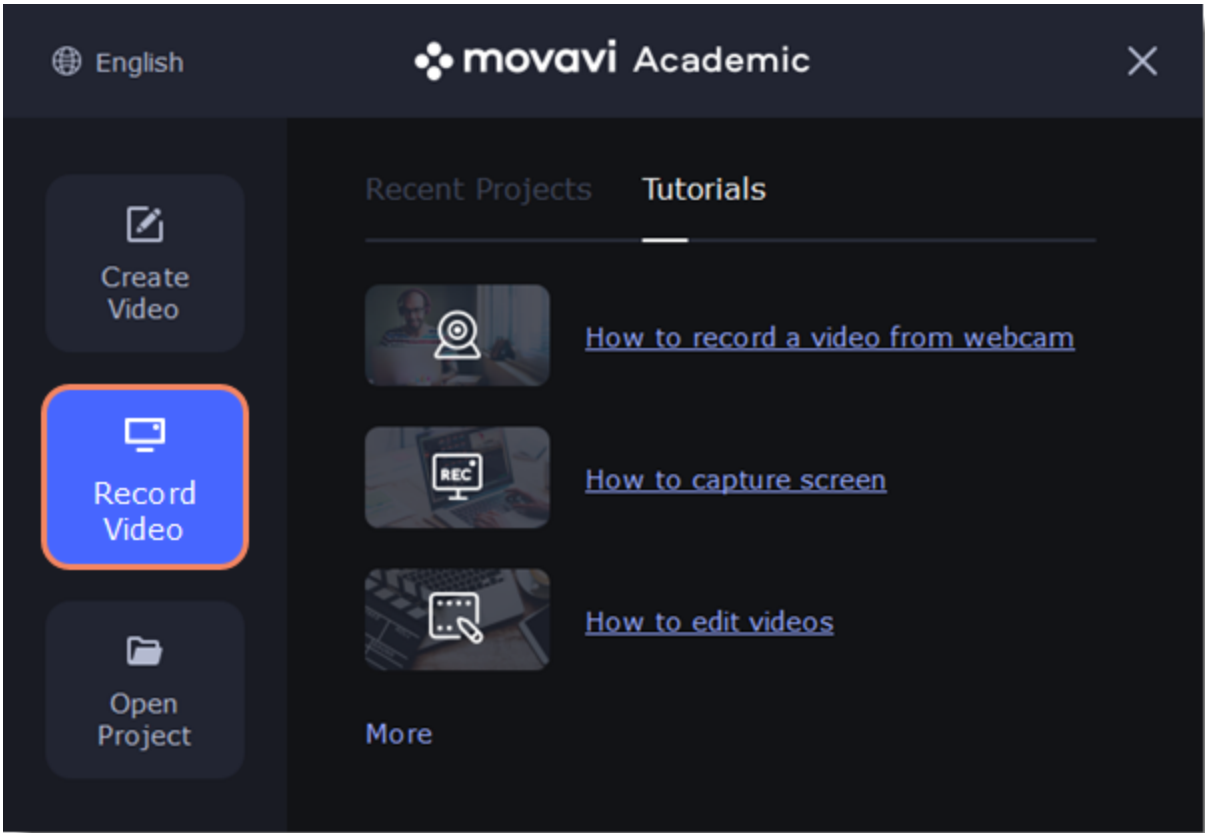 English
movavi Academic
Create
Video
Record
Video
Open
Project
Recent Projects
Tutorials
How to record a video from webcam
REC
How to capture screen
How to edit videos
More